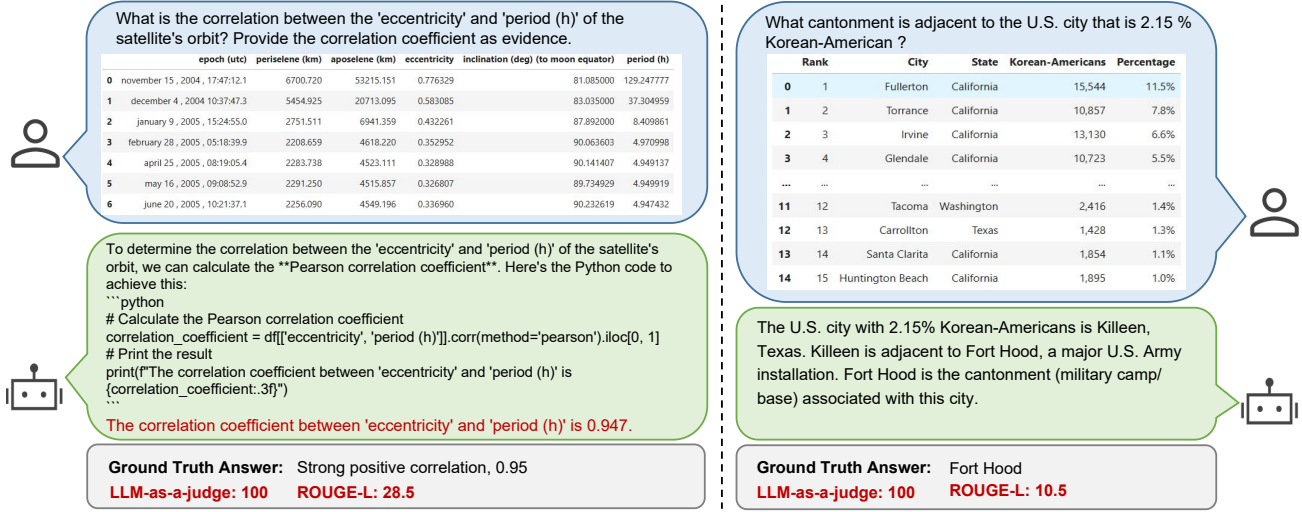 What is the correlation between the 'eccentricity' and 'period (h)' of the
satellite's orbit? Provide the correlation coefficient as evidence.
epoch (utc) periselene (km) aposelene (km) eccentricity inclination (deg) (to moon equator) period (h)
0 november 15 , 2004 , 17:47:12.1 6700.720 53215.151 0.776329 81.085000 129.247777
1 december 4 , 2004 10:37:47.3 5454.925 20713.095 0.583085 83.035000 37.304959
2 january 9 , 2005 , 15:24:55.0 2751.511 6941.359 0.432261 87.892000 8.409861
3 february 28 , 2005 , 05:18:39.9 2208.659 4618.220 0.352952 90.063603 4.970998
4 april 25 , 2005 , 08:19:05.4 2283.738 4523.111 0.328988 90.141407 4.949137
5 may 16 , 2005 , 09:08:52.9 2291.250 4515.857 0.326807 89.734929 4.949919
6 june 20 , 2005 , 10:21:37.1 2256.090 4549.196 0.336960 90.232619 4.947432
To determine the correlation between the 'eccentricity' and 'period (h)' of the satellite's
orbit, we can calculate the **Pearson correlation coefficient**. Here's the Python code to
achieve this:
```python
# Calculate the Pearson correlation coefficient
correlation_coefficient = df[['eccentricity', 'period (h)']].corr(method='pearson').iloc[0, 1]
# Print the result
print(f"The correlation coefficient between 'eccentricity' and 'period (h)' is
{correlation_coefficient:.3f}")
```
The correlation coefficient between 'eccentricity' and 'period (h)' is 0.947.
Ground Truth Answer: Strong positive correlation, 0.95
LLM-as-a-judge: 100 ROUGE-L: 28.5
What cantonment is adjacent to the U.S. city that is 2.15 %
Korean-American ?
Rank City State Korean-Americans Percentage
0 1 Fullerton California 15,544 11.5%
1 2 Torrance California 10,857 7.8%
2 3 Irvine California 13,130 6.6%
3 4 Glendale California 10,723 5.5%
... ... ... ... ... ...
11 12 Tacoma Washington 2,416 1.4%
12 13 Carrollton Texas 1,428 1.3%
13 14 Santa Clarita California 1,854 1.1%
14 15 Huntington Beach California 1,895 1.0%
The U.S. city with 2.15% Korean-Americans is Killeen,
Texas. Killeen is adjacent to Fort Hood, a major U.S. Army
installation. Fort Hood is the cantonment (military camp/
base) associated with this city.
Ground Truth Answer: Fort Hood
LLM-as-a-judge: 100 ROUGE-L: 10.5